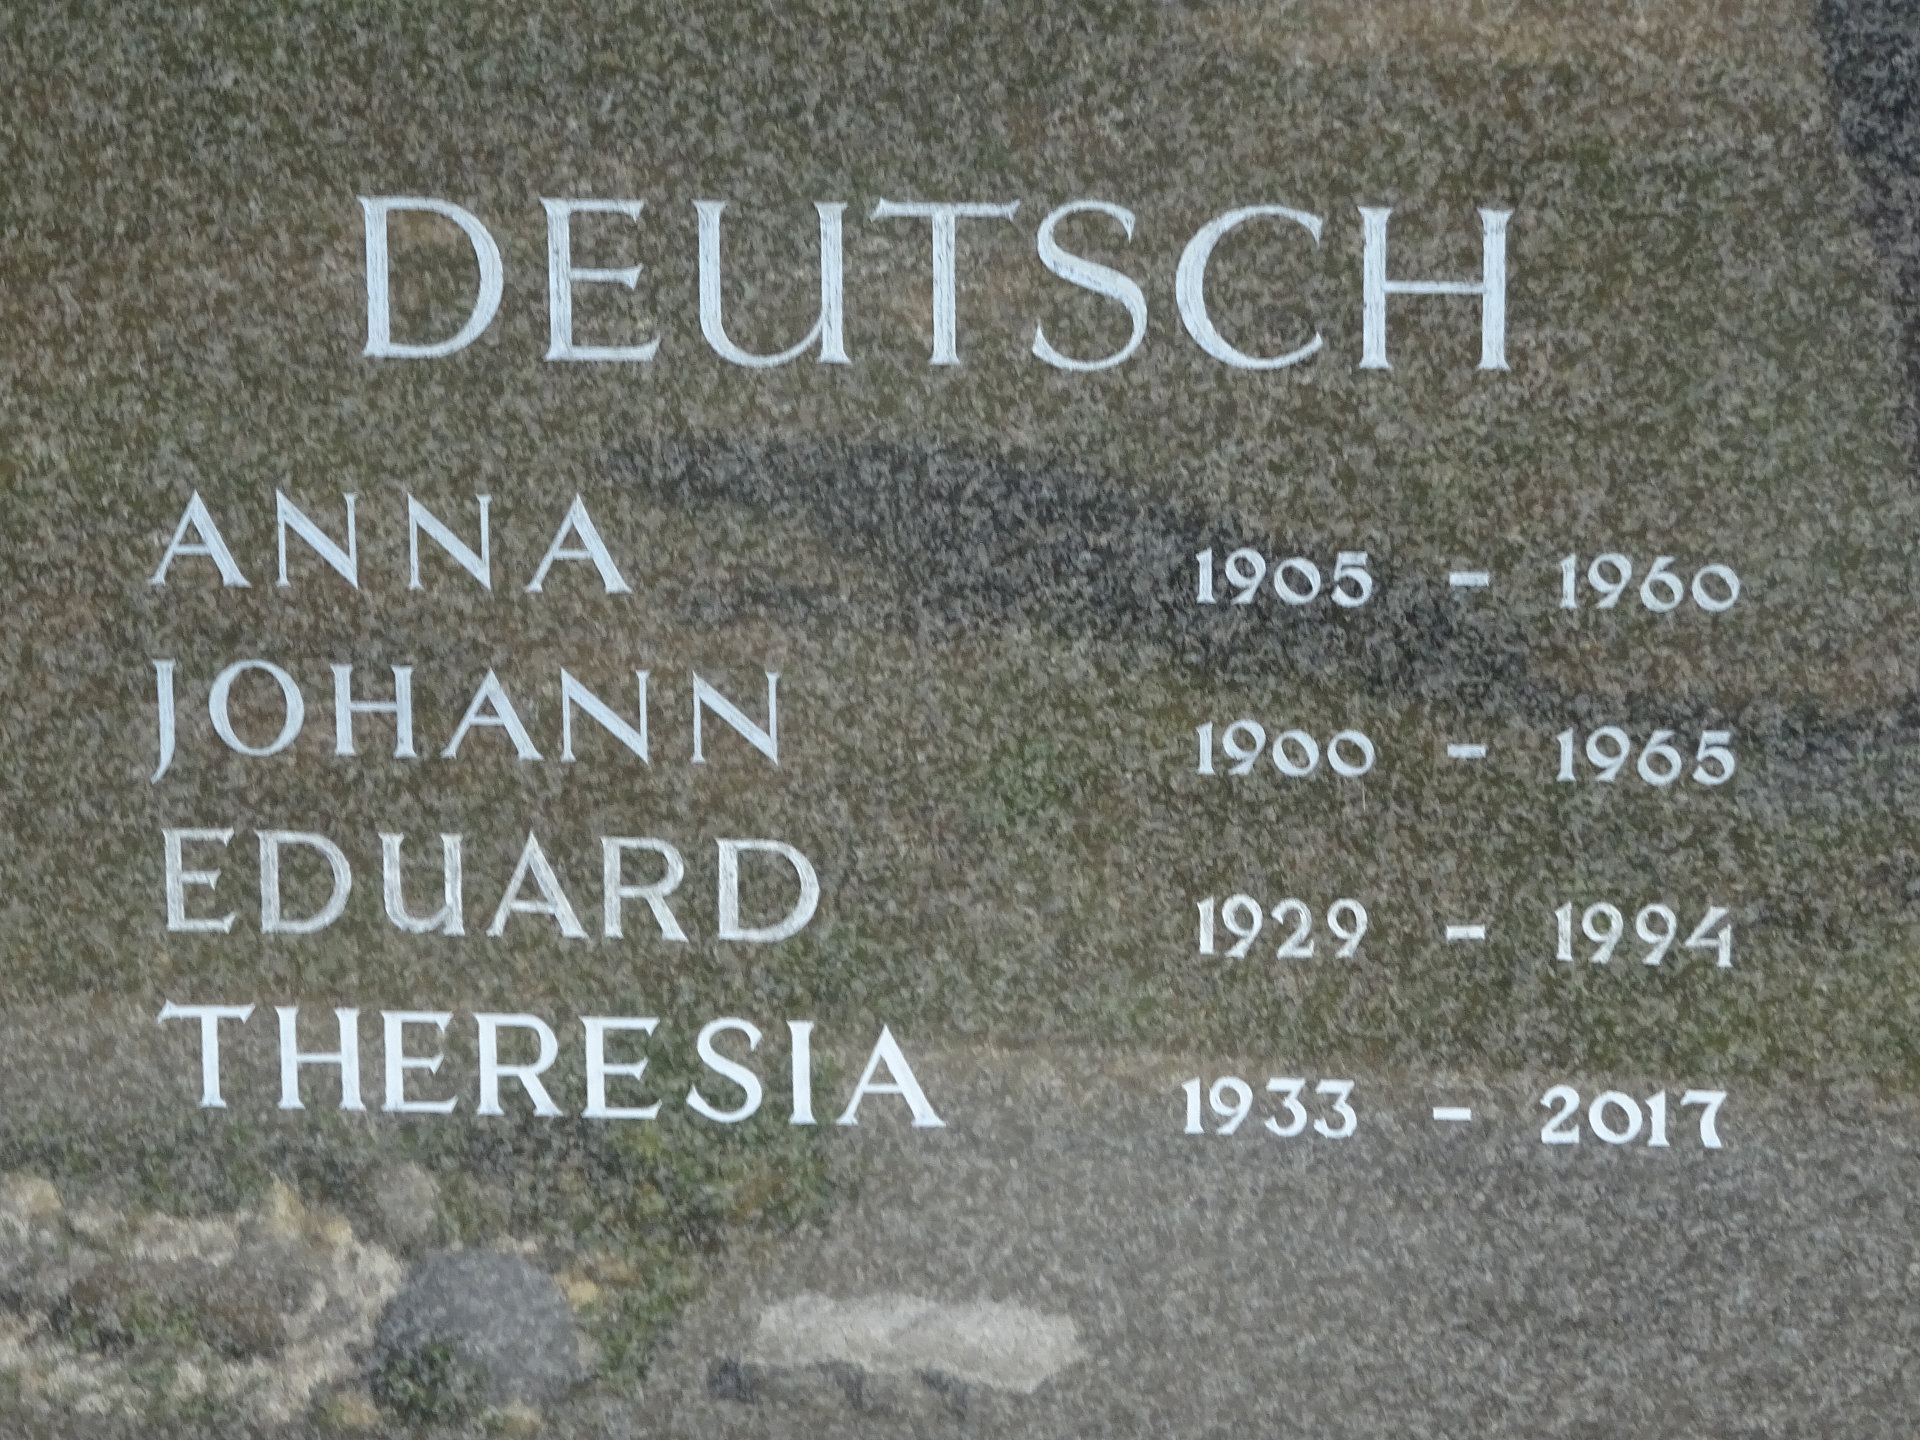 DEUTSCH
ANNA 1905 - 1960
JOHANN 1900 - 1965
EDUARD 1929 - 1994
THERESIA 1933 - 2017